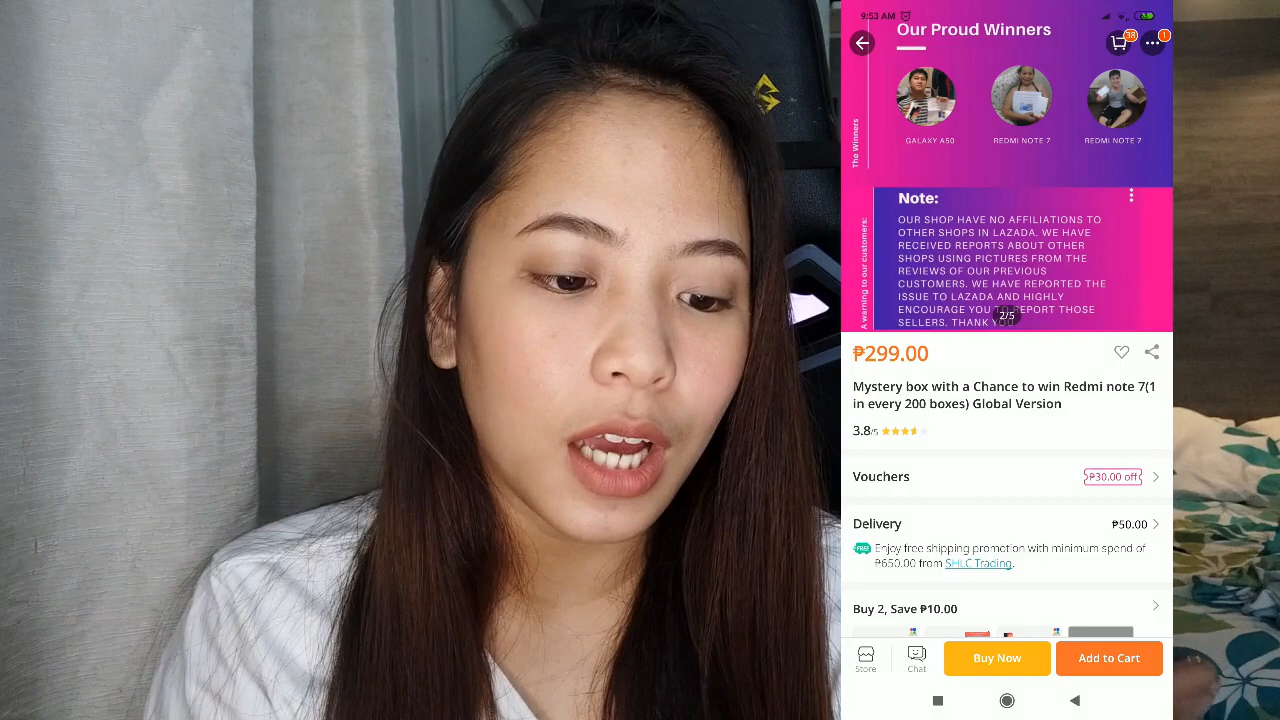 9:53 AM
Our Proud Winners
38
1
The Winners
GALAXY A50
REDMI NOTE 7
REDMI NOTE 7
A warning to our customers:
Note:
OUR SHOP HAVE NO AFFILIATIONS TO
OTHER SHOPS IN LAZADA. WE HAVE
RECEIVED REPORTS ABOUT OTHER
SHOPS USING PICTURES FROM THE
REVIEWS OF OUR PREVIOUS
CUSTOMERS. WE HAVE REPORTED THE
ISSUE TO LAZADA AND HIGHLY
ENCOURAGE YOU TO REPORT THOSE
SELLERS. THANK YOU
2/5
₱299.00
Mystery box with a Chance to win Redmi note 7(1
in every 200 boxes) Global Version
3.8/5
Vouchers
₱30.00 off
Delivery
₱50.00
FREE
Enjoy free shipping promotion with minimum spend of
₱650.00 from SHLC Trading.
Buy 2, Save ₱10.00
Store
Chat
Buy Now
Add to Cart